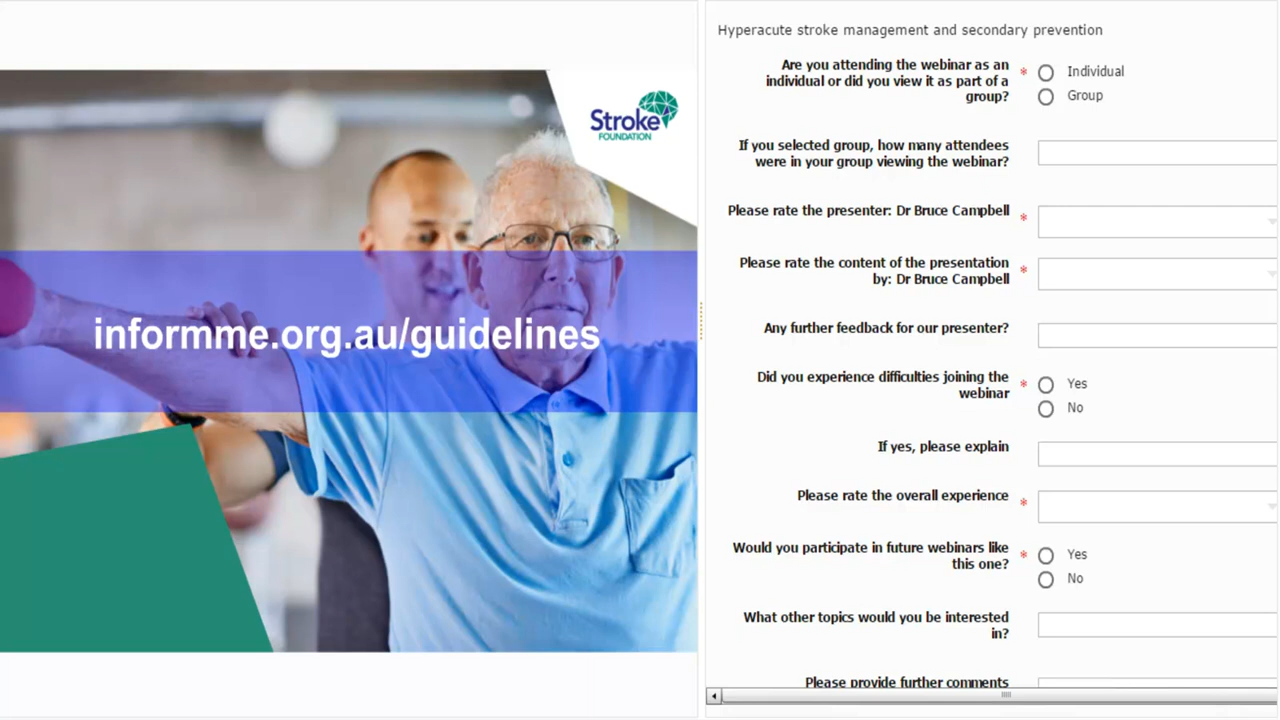 Stroke
FOUNDATION
informme.org.au/guidelines
Hyperacute stroke management and secondary prevention
Are you attending the webinar as an
individual or did you view it as part of a
group?
* Individual
Group
If you selected group, how many attendees
were in your group viewing the webinar?
Please rate the presenter: Dr Bruce Campbell *
Please rate the content of the presentation
by: Dr Bruce Campbell *
Any further feedback for our presenter?
Did you experience difficulties joining the
webinar
* Yes
No
If yes, please explain
Please rate the overall experience *
Would you participate in future webinars like
this one?
* Yes
No
What other topics would you be interested
in?
Please provide further comments